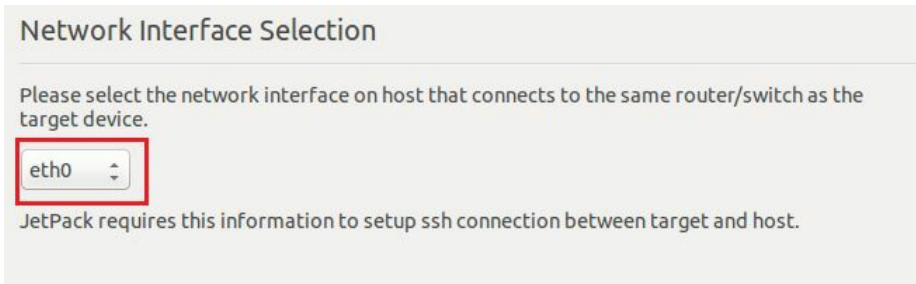 Network Interface Selection
Please select the network interface on host that connects to the same router/switch as the
target device.
eth0
JetPack requires this information to setup ssh connection between target and host.